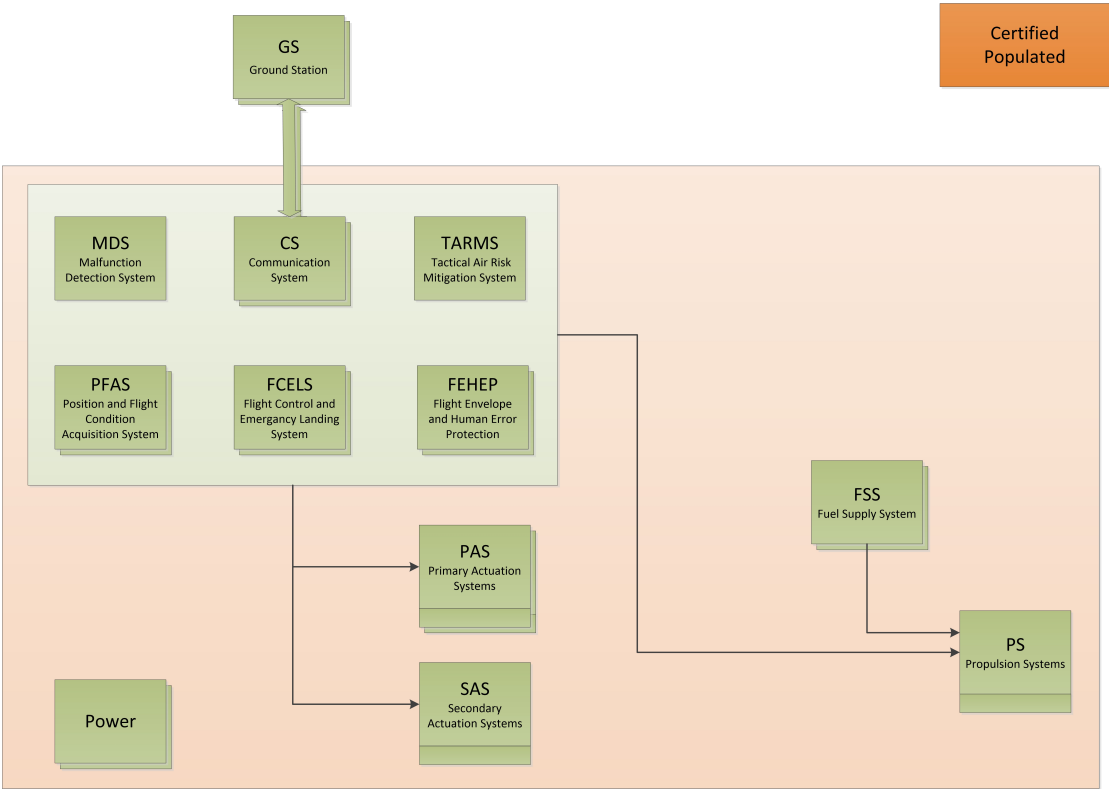 GS
Ground Station
Certified
Populated
MDS
Malfunction
Detection System
CS
Communication
System
TARMS
Tactical Air Risk
Mitigation System
PFAS
Position and Flight
Condition
Acquisition System
FCELS
Flight Control and
Emergancy Landing
System
FEHEP
Flight Envelope
and Human Error
Protection
FSS
Fuel Supply System
PAS
Primary Actuation
Systems
PS
Propulsion Systems
SAS
Secondary
Actuation Systems
Power